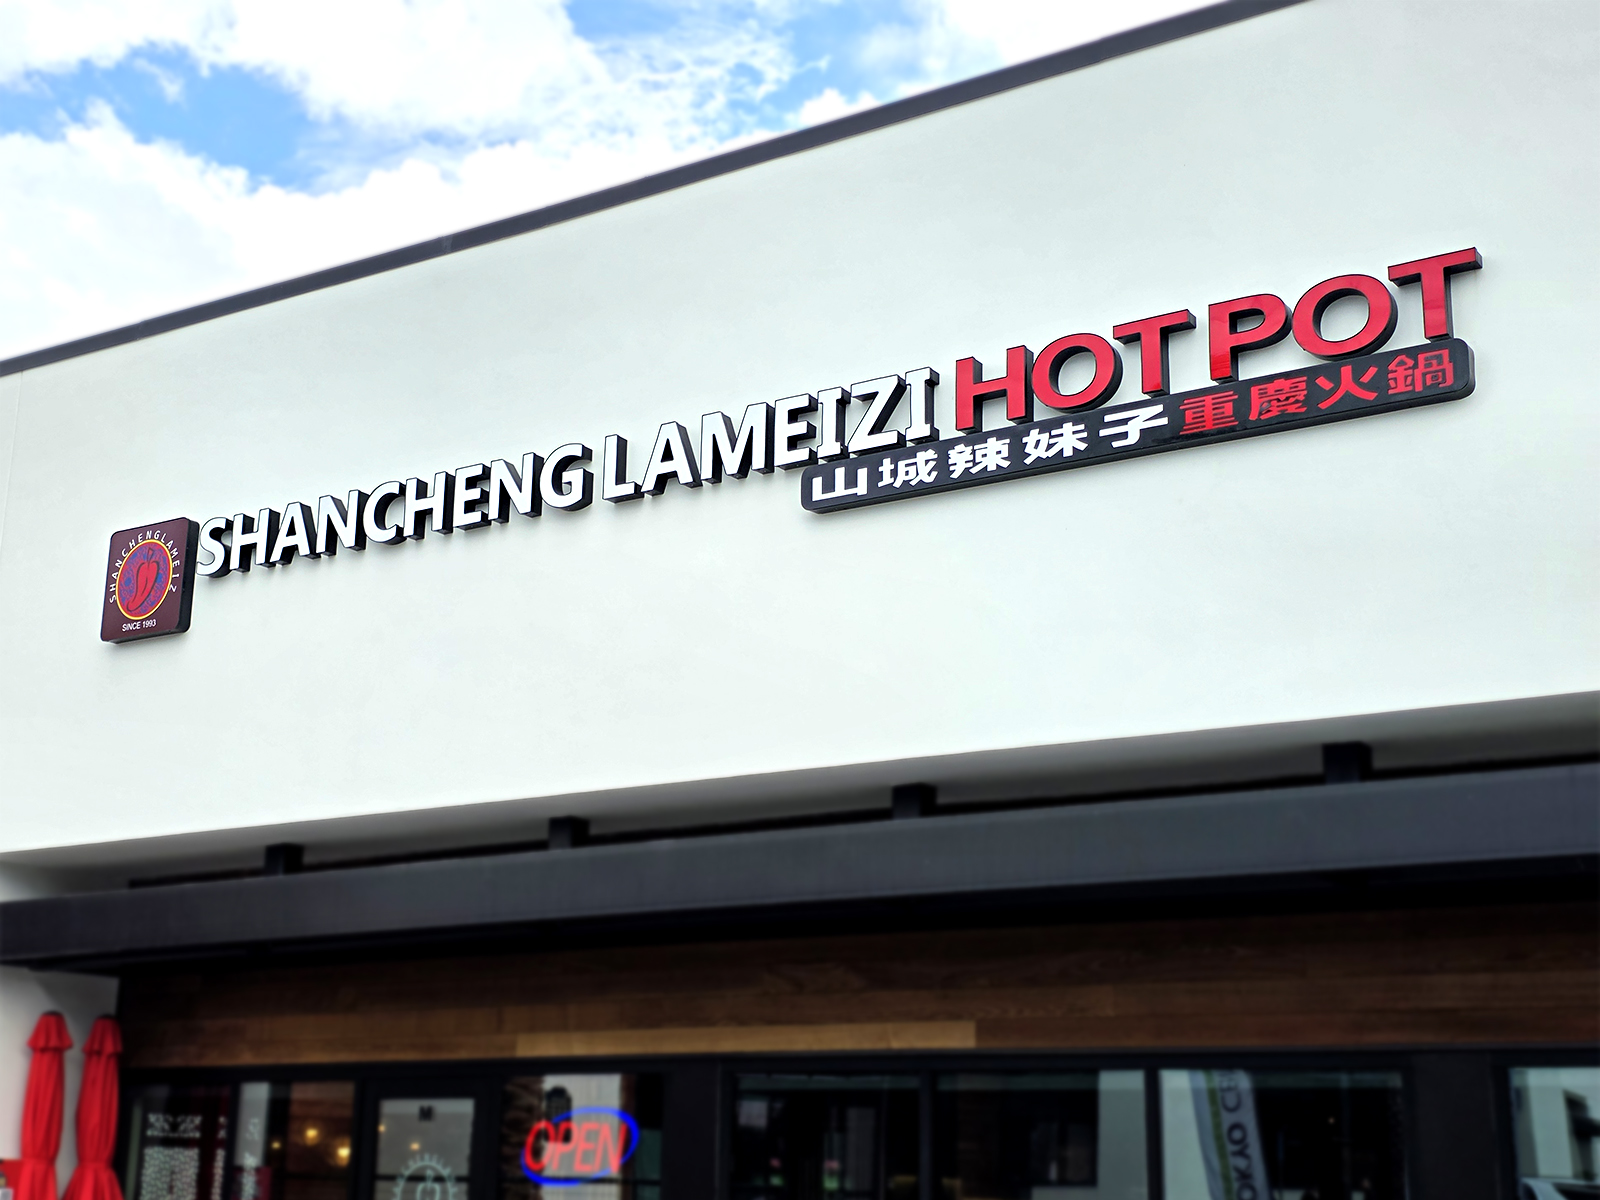 SHANCHENG LAMEIZI HOT POT
山城辣妹子重慶火鍋
SHANCHENGLAMEIZI
SINCE 1993
M
OPEN